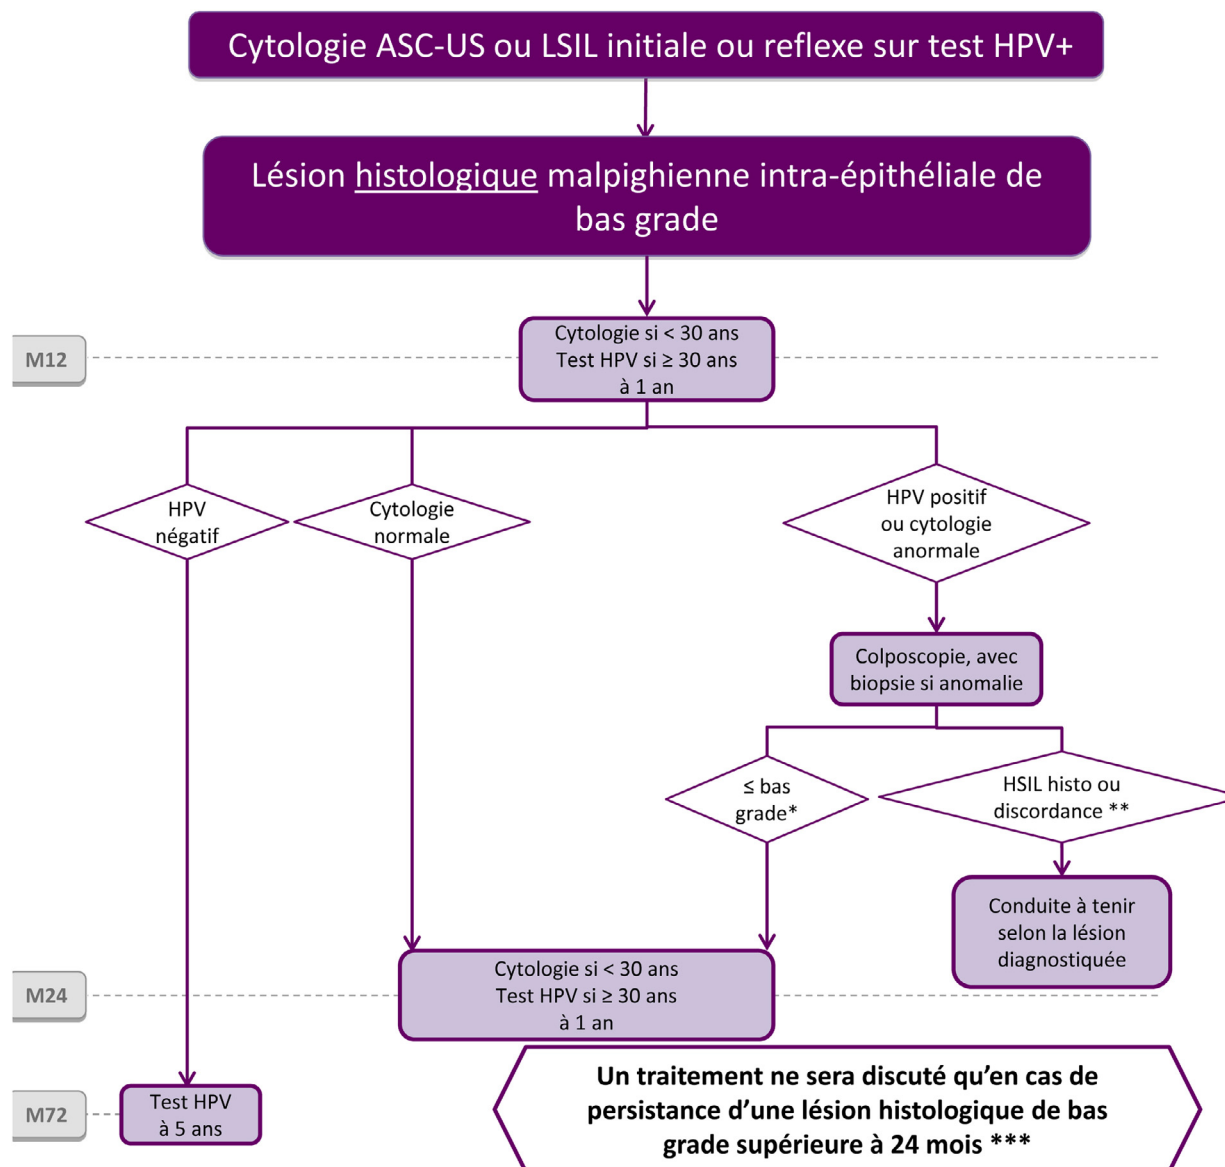 Cytologie ASC-US ou LSIL initiale ou reflexe sur test HPV+
Lésion histologique malpighienne intra-épithéliale de
bas grade
M12
Cytologie si < 30 ans
Test HPV si ≥ 30 ans
à 1 an
HPV
négatif
Cytologie
normale
HPV positif
ou cytologie
anormale
Colposcopie, avec
biopsie si anomalie
≤ bas
grade*
HSIL histo ou
discordance **
Conduite à tenir
selon la lésion
diagnostiquée
M24
Cytologie si < 30 ans
Test HPV si ≥ 30 ans
à 1 an
M72
Test HPV
à 5 ans
Un traitement ne sera discuté qu’en cas de
persistance d’une lésion histologique de bas
grade supérieure à 24 mois ***